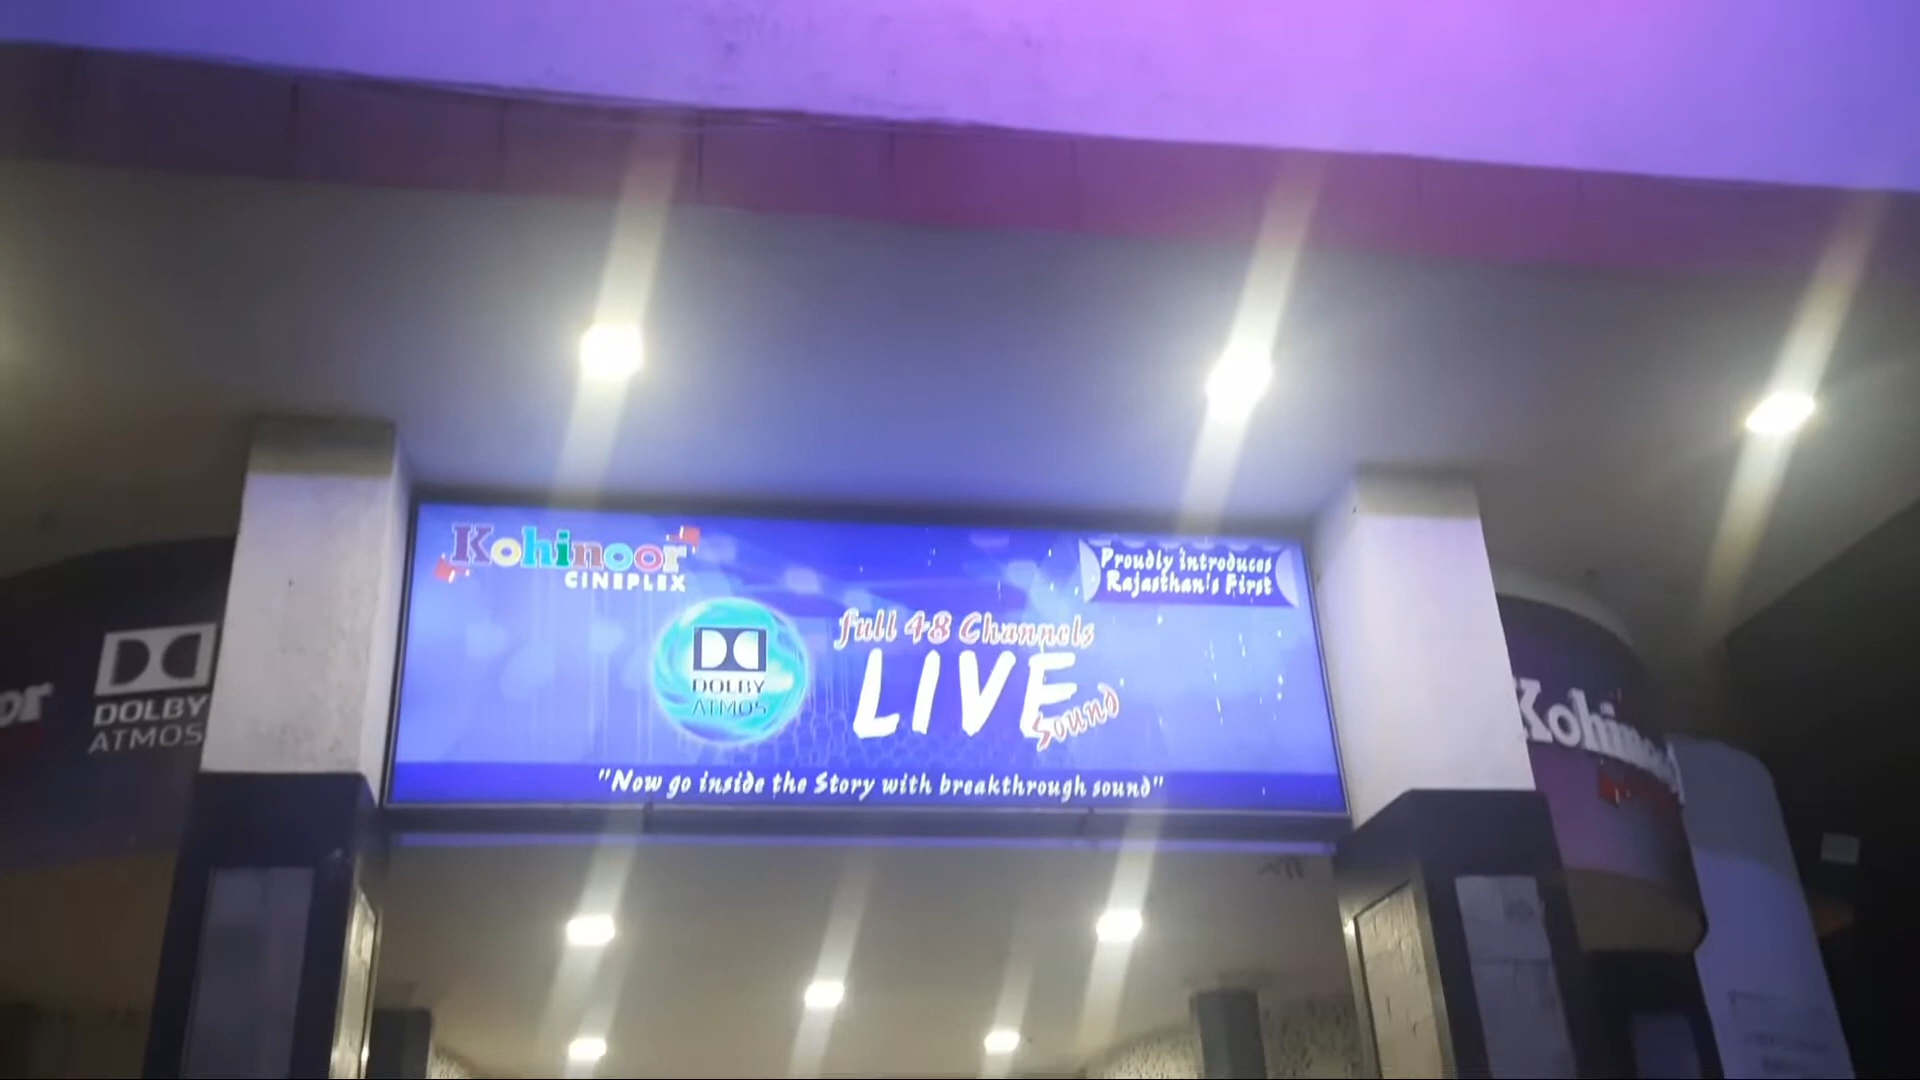 Kohinoor
CINEPLEX
Proudly introduces
Rajasthan's First
full 48 Channels
LIVE
Sound
DOLBY
ATMOS
"Now go inside the Story with breakthrough sound"
or
DOLBY
ATMOS
Kohinoor